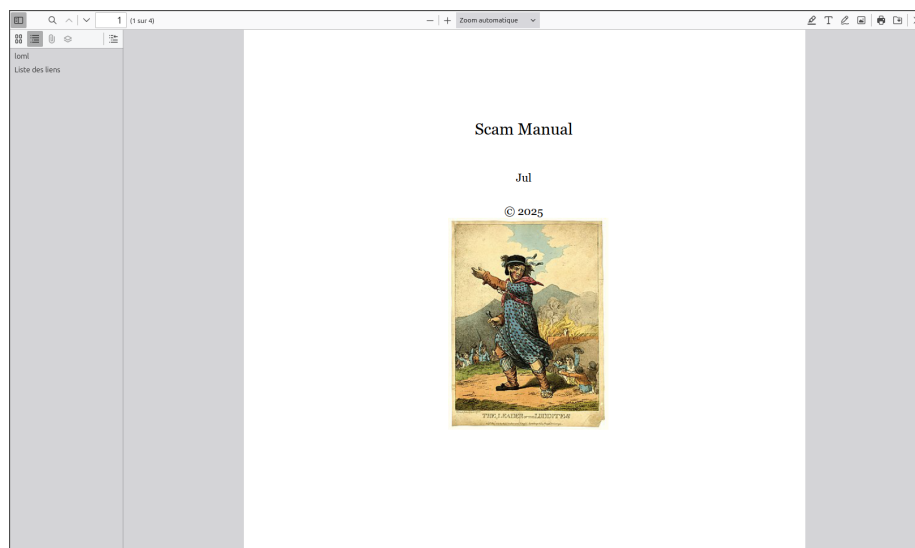 1 (1 sur 4) Zoom automatique
loml
Liste des liens
Scam Manual
Jul
© 2025
THE LEADER OF THE LUDDITES